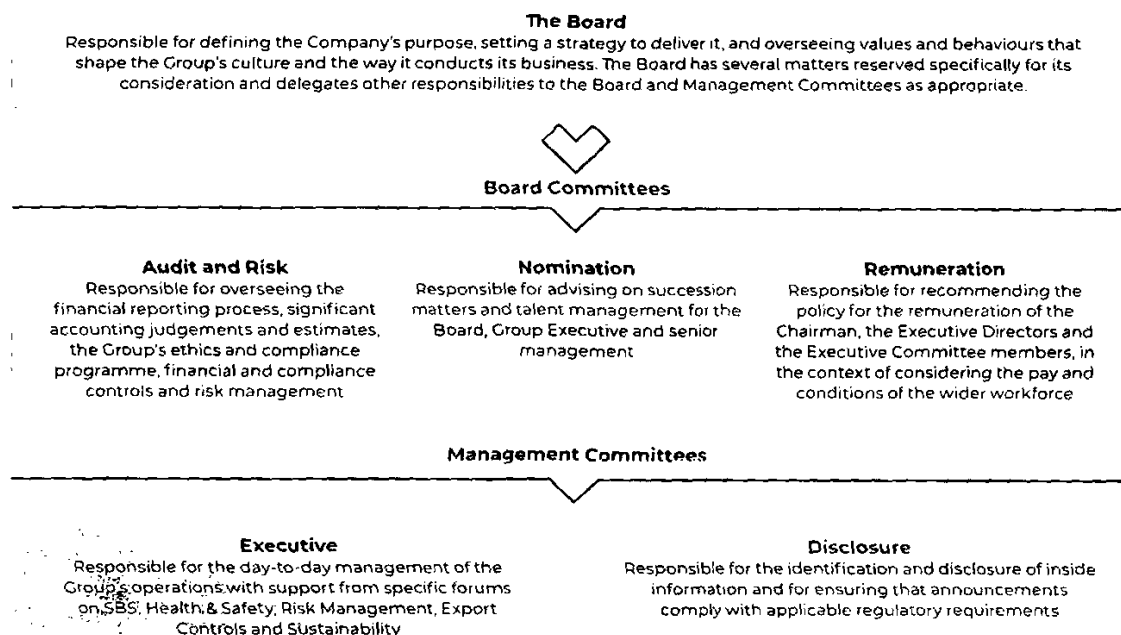 The Board
Responsible for defining the Company's purpose, setting a strategy to deliver it, and overseeing values and behaviours that
shape the Group's culture and the way it conducts its business. The Board has several matters reserved specifically for its
consideration and delegates other responsibilities to the Board and Management Committees as appropriate.
Board Committees
Audit and Risk
Responsible for overseeing the
financial reporting process, significant
accounting judgements and estimates,
the Group's ethics and compliance
programme, financial and compliance
controls and risk management
Nomination
Responsible for advising on succession
matters and talent management for the
Board, Group Executive and senior
management
Remuneration
Responsible for recommending the
policy for the remuneration of the
Chairman, the Executive Directors and
the Executive Committee members, in
the context of considering the pay and
conditions of the wider workforce
Management Committees
Executive
Responsible for the day-to-day management of the
Group's operations with support from specific forums
on SBS, Health & Safety, Risk Management, Export
Controls and Sustainability
Disclosure
Responsible for the identification and disclosure of inside
information and for ensuring that announcements
comply with applicable regulatory requirements